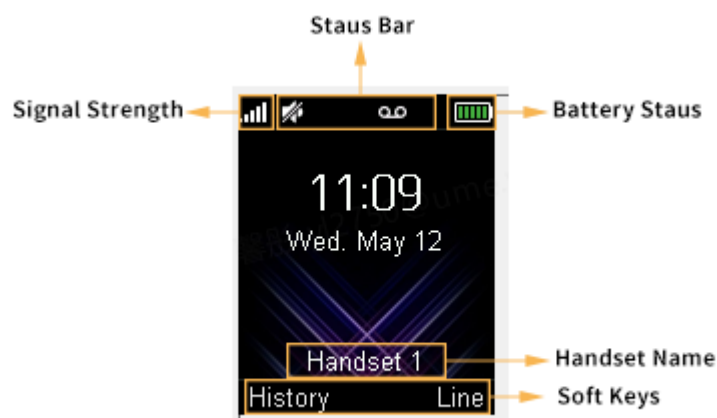 Staus Bar
Signal Strength
Battery Staus
11:09
Wed. May 12
Handset 1
Handset Name
History
Line
Soft Keys